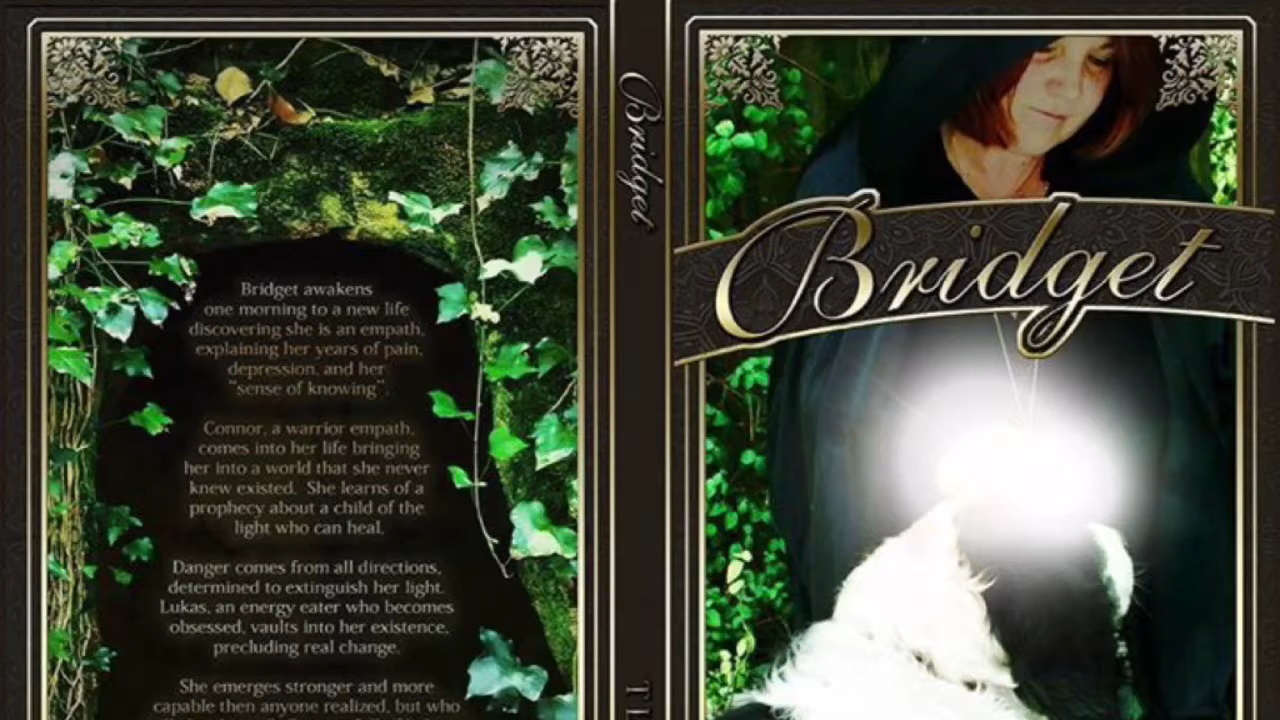 Bridget awakens
one morning to a new life
discovering she is an empath,
explaining her years of pain,
depression, and her
"sense of knowing".
Connor, a warrior empath,
comes into her life bringing
her into a world that she never
knew existed. She learns of a
prophecy about a child of the
light who can heal.
Danger comes from all directions,
determined to extinguish her light.
Lukas, an energy eater who becomes
obsessed, vaults into her existence,
precluding real change.
She emerges stronger and more
capable then anyone realized, but who
Bridget
Bridget